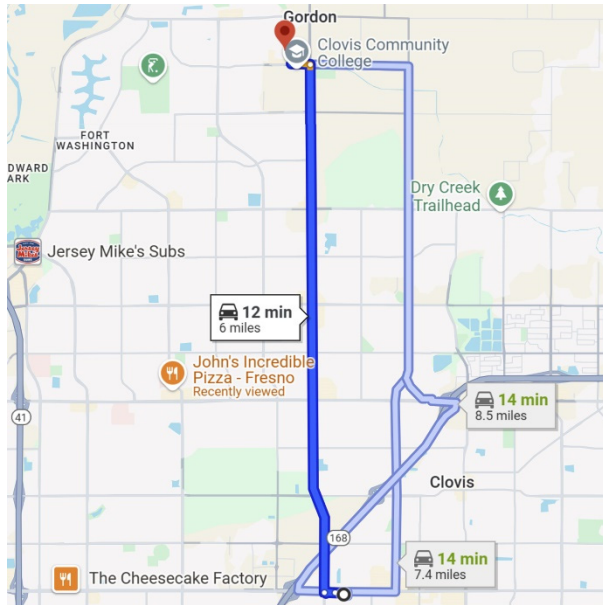 Gordon
Clovis Community
College
FORT
WASHINGTON
DWARD
ARK
Dry Creek
Trailhead
Jersey Mike's Subs
12 min
6 miles
John's Incredible
Pizza - Fresno
Recently viewed
41
14 min
8.5 miles
Clovis
168
14 min
7.4 miles
The Cheesecake Factory